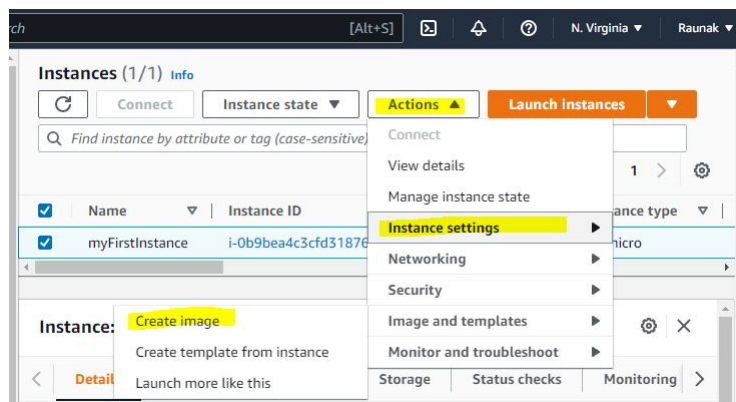 ch [Alt+S] N. Virginia ▼ Raunak ▼
Instances (1/1) Info
Connect Instance state ▼ Actions ▲ Launch instances ▼
Find instance by attribute or tag (case-sensitive)
Connect
View details
1
Manage instance state
Name Instance ID ance type
Instance settings
myFirstInstance i-0b9bea4c3cfd31876 nicro
Networking
Security
Instance: Create image Image and templates
Create template from instance Monitor and troubleshoot
Detail Launch more like this Storage Status checks Monitoring